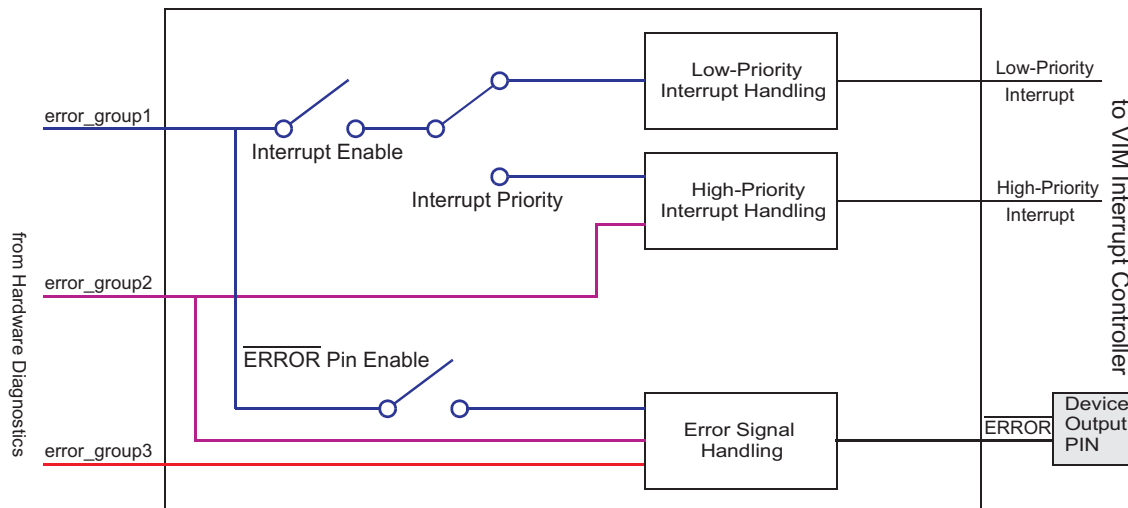 error_group1
Interrupt Enable
Interrupt Priority
Low-Priority
Interrupt Handling
High-Priority
Interrupt Handling
Low-Priority
Interrupt
High-Priority
Interrupt
to VIM Interrupt Controller
from Hardware Diagnostics
error_group2
ERROR Pin Enable
error_group3
Error Signal
Handling
ERROR
Device
Output
PIN